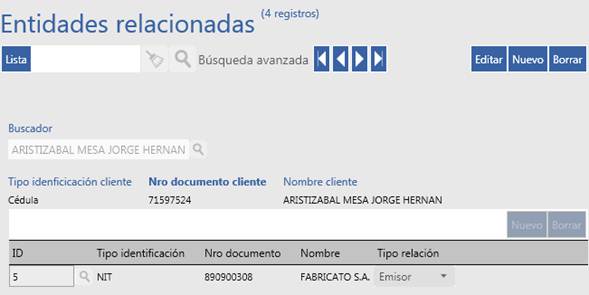 Entidades relacionadas (4 registros)
Lista Búsqueda avanzada Editar Nuevo Borrar
Buscador
ARISTIZABAL MESA JORGE HERNAN
Tipo idenficicación cliente Nro documento cliente Nombre cliente
Cédula 71597524 ARISTIZABAL MESA JORGE HERNAN
Nuevo Borrar
ID Tipo identificación Nro documento Nombre Tipo relación
5 NIT 890900308 FABRICATO S.A. Emisor